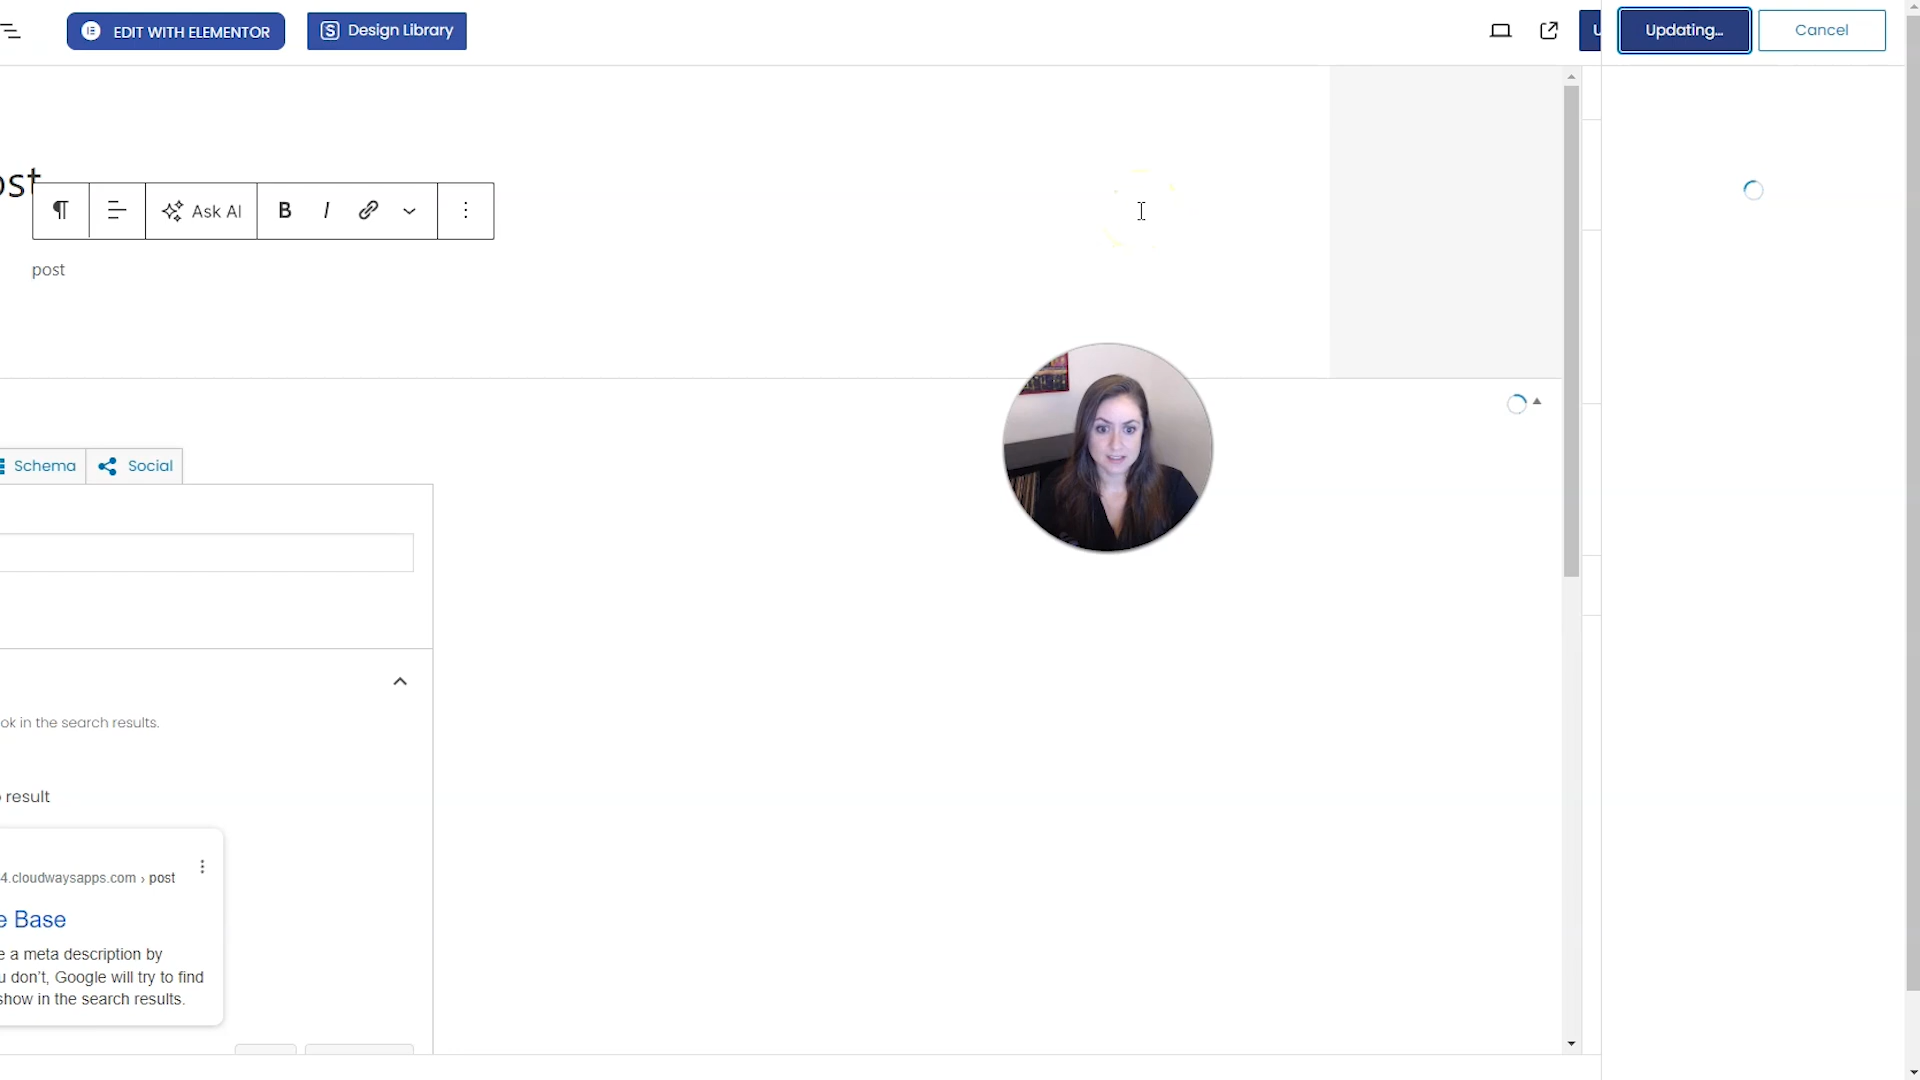 EDIT WITH ELEMENTOR
Design Library
Updating...
Cancel
ost
Ask AI
B I
post
Schema
Social
ok in the search results.
result
4.cloudwaysapps.com › post
e Base
e a meta description by
u don't, Google will try to find
show in the search results.